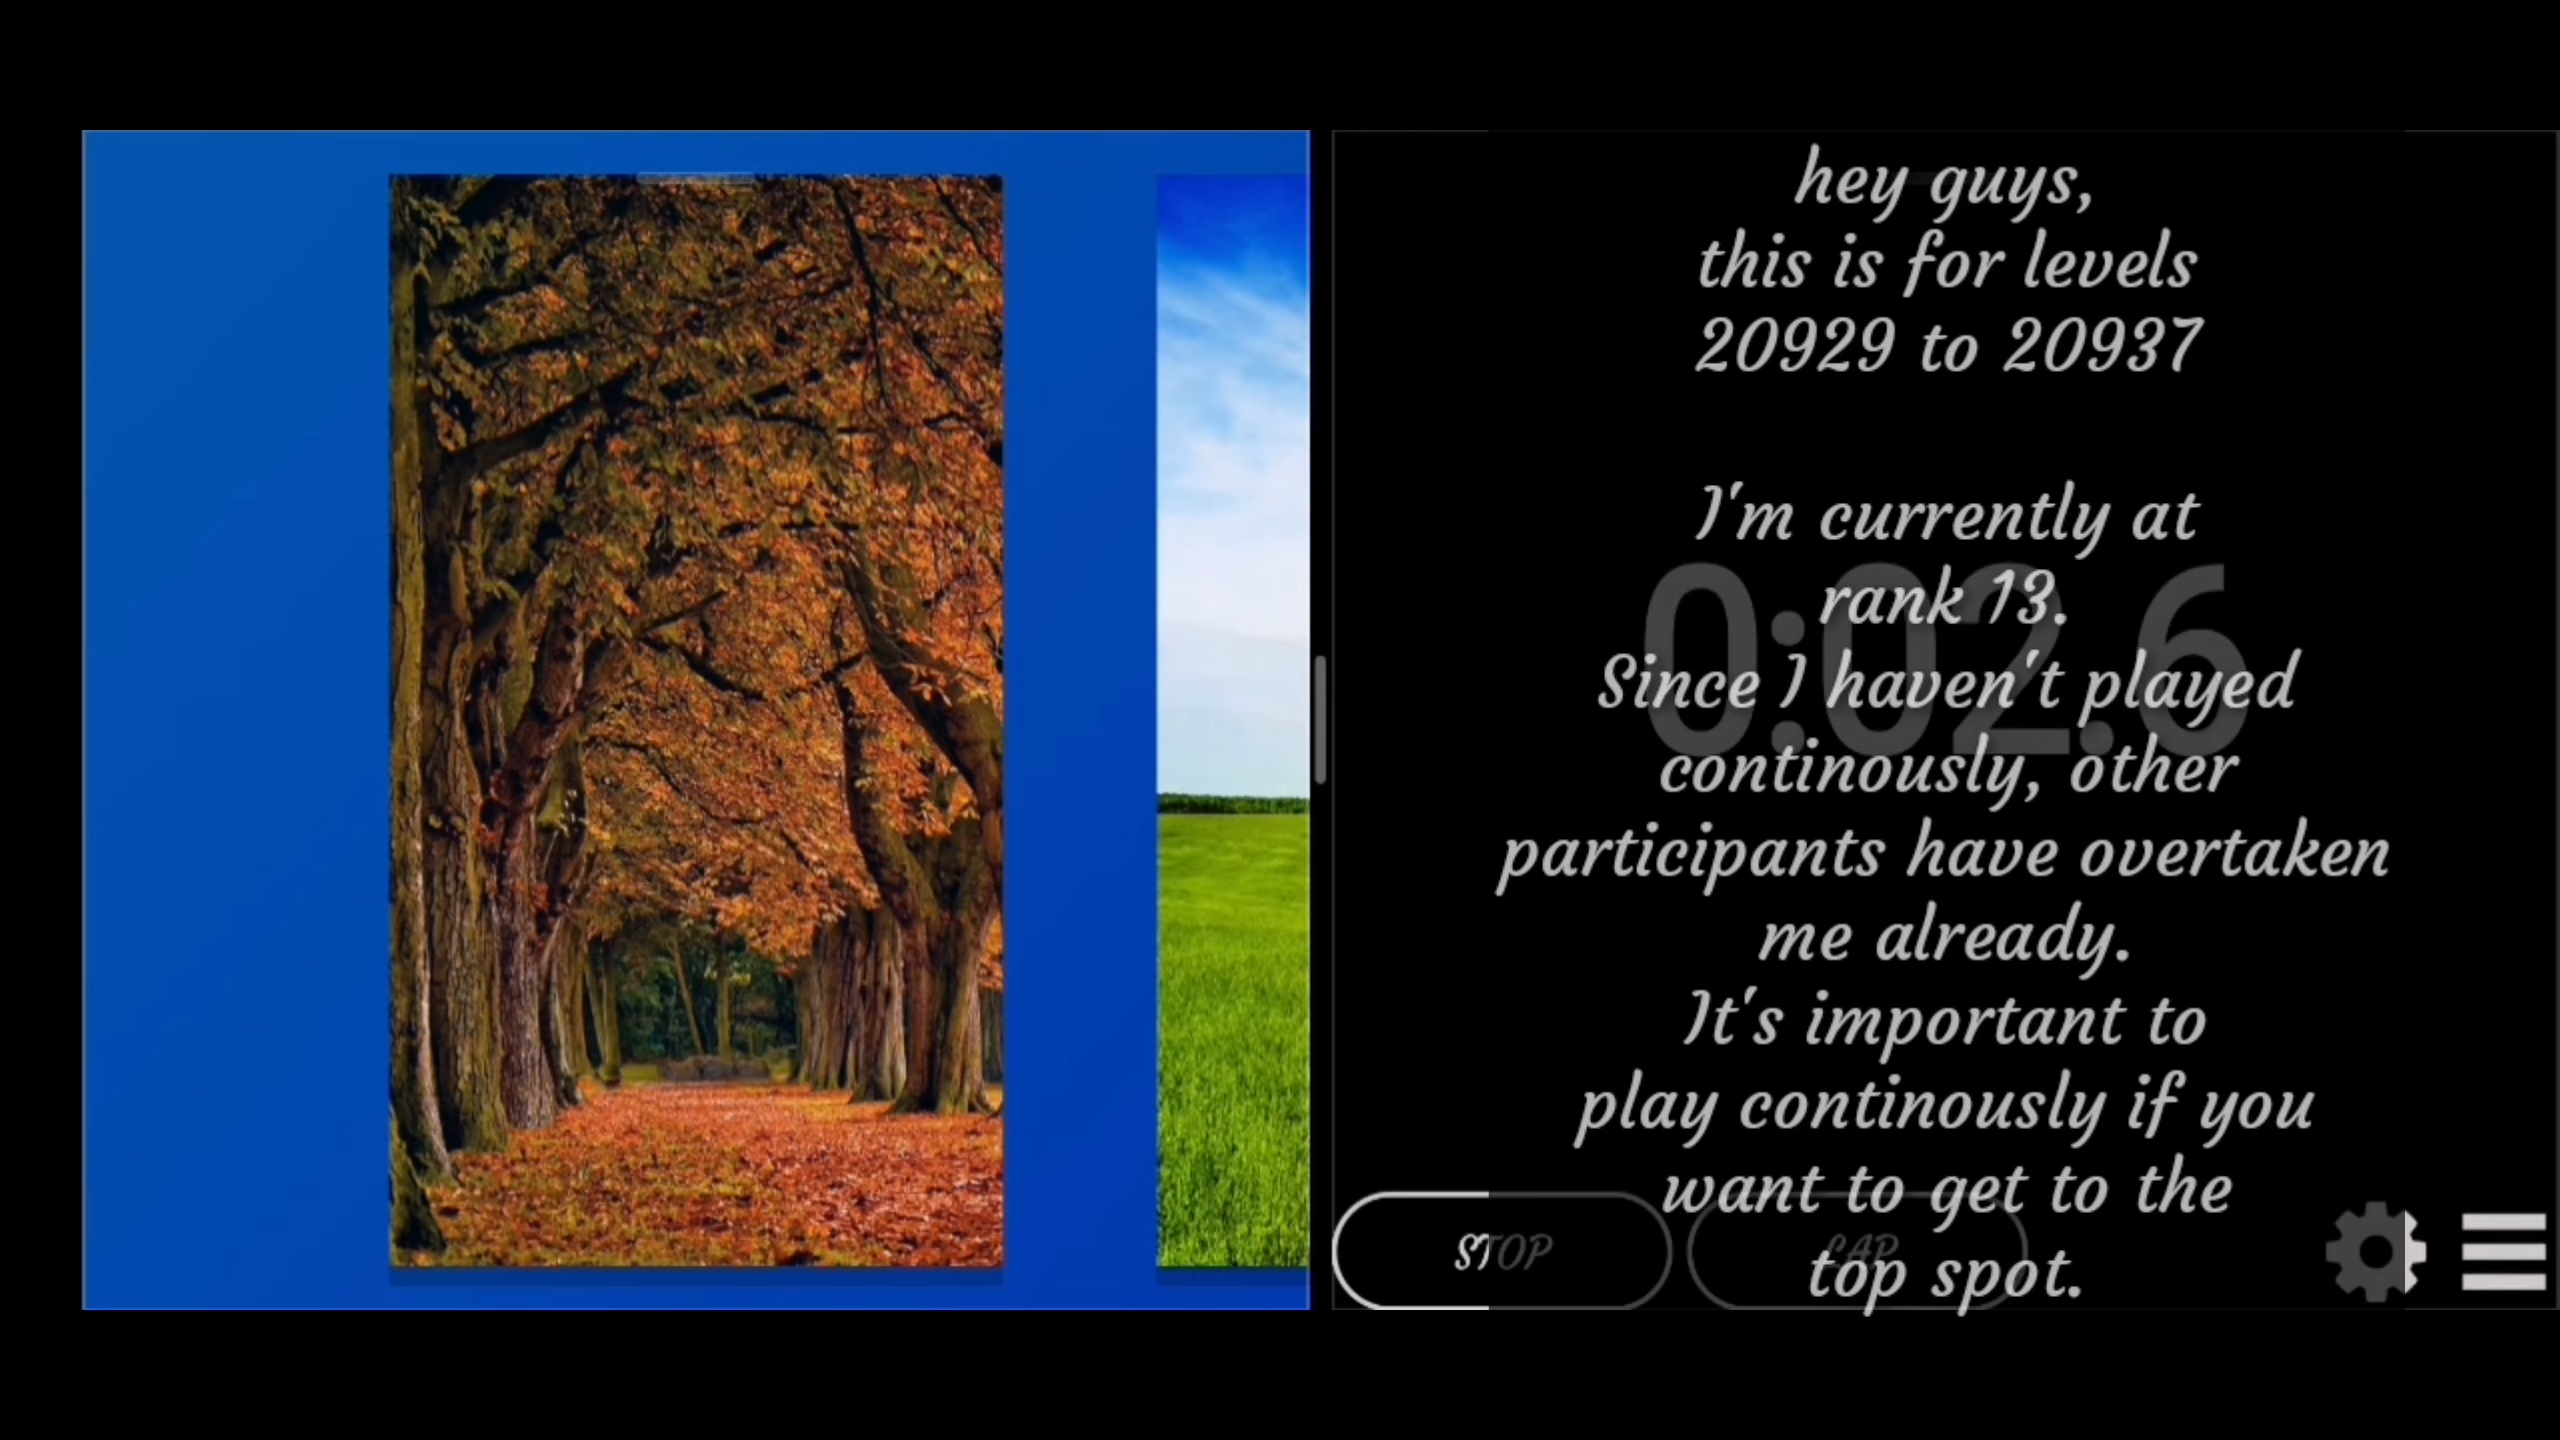 hey guys,
this is for levels
20929 to 20937
I'm currently at
rank 13.
0:02.6
Since I haven't played
continously, other
participants have overtaken
me already.
It's important to
play continously if you
want to get to the
top spot.
STOP
LAP